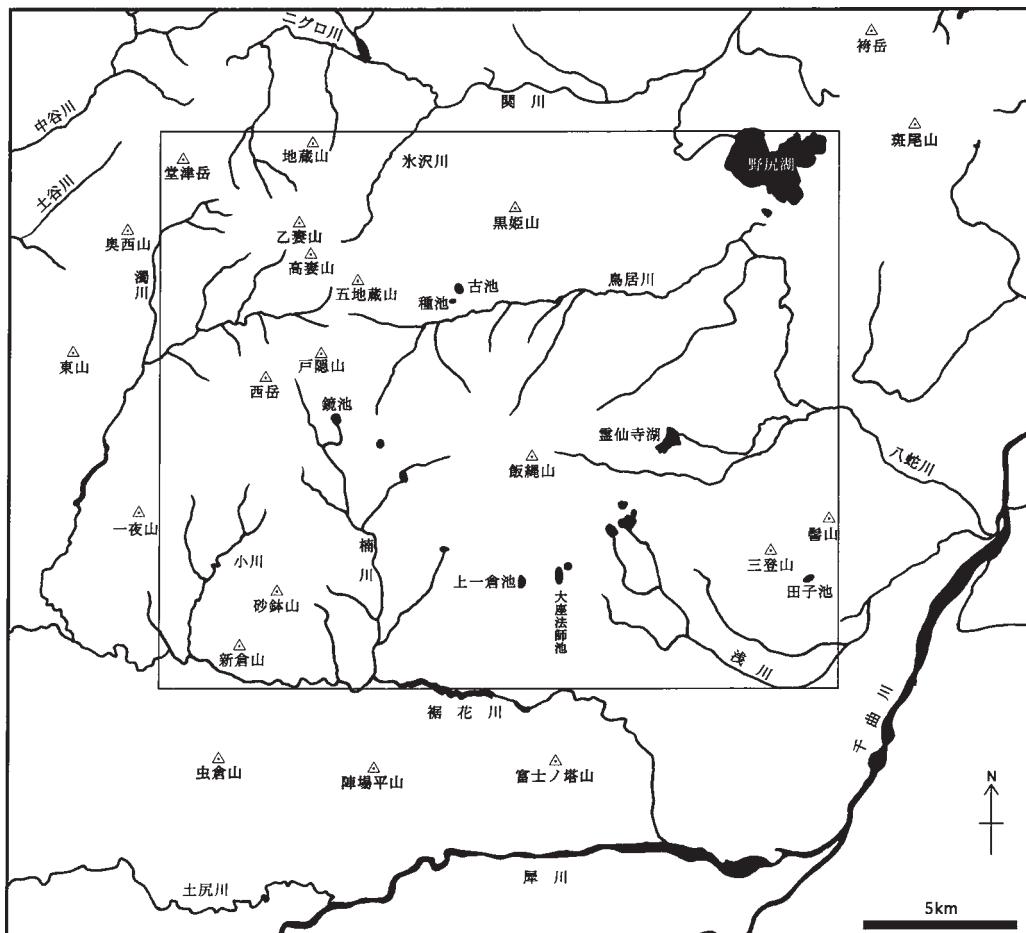 ニグロ川
袴岳
中谷川
関川
斑尾山
地蔵山
氷沢川
堂津岳
野尻湖
土谷川
黒姫山
乙妻山
奥西山
高妻山
濁川
五地蔵山
古池
種池
鳥居川
東山
戸隠山
西岳
鏡池
霊仙寺湖
飯縄山
八蛇川
一夜山
髻山
小川
楠川
三登山
上一倉池
大座法師池
田子池
砂鉢山
新倉山
浅川
裾花川
千曲川
虫倉山
陣場平山
富士ノ塔山
N
土尻川
犀川
5km